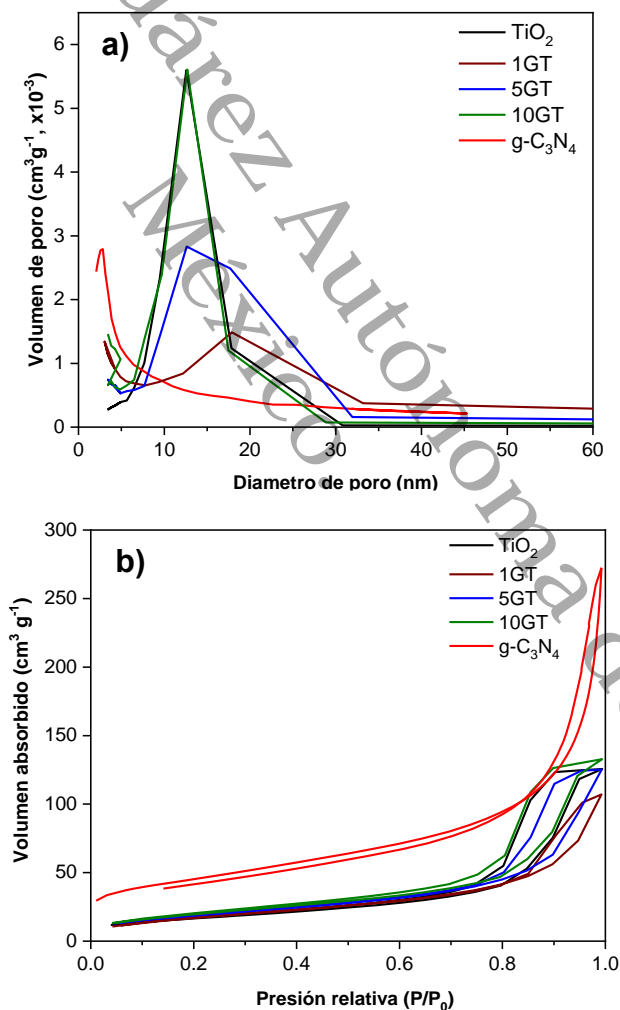 a)
TiO₂
1GT
5GT
10GT
g-C₃N₄
Volumen de poro (cm³g⁻¹, x10⁻³)
6
5
4
3
2
1
0
0 10 20 30 40 50 60
Diametro de poro (nm)
b)
TiO₂
1GT
5GT
10GT
g-C₃N₄
Volumen absorbido (cm³ g⁻¹)
300
250
200
150
100
50
0
0.0 0.2 0.4 0.6 0.8 1.0
Presión relativa (P/P₀)
Autónoma
México.